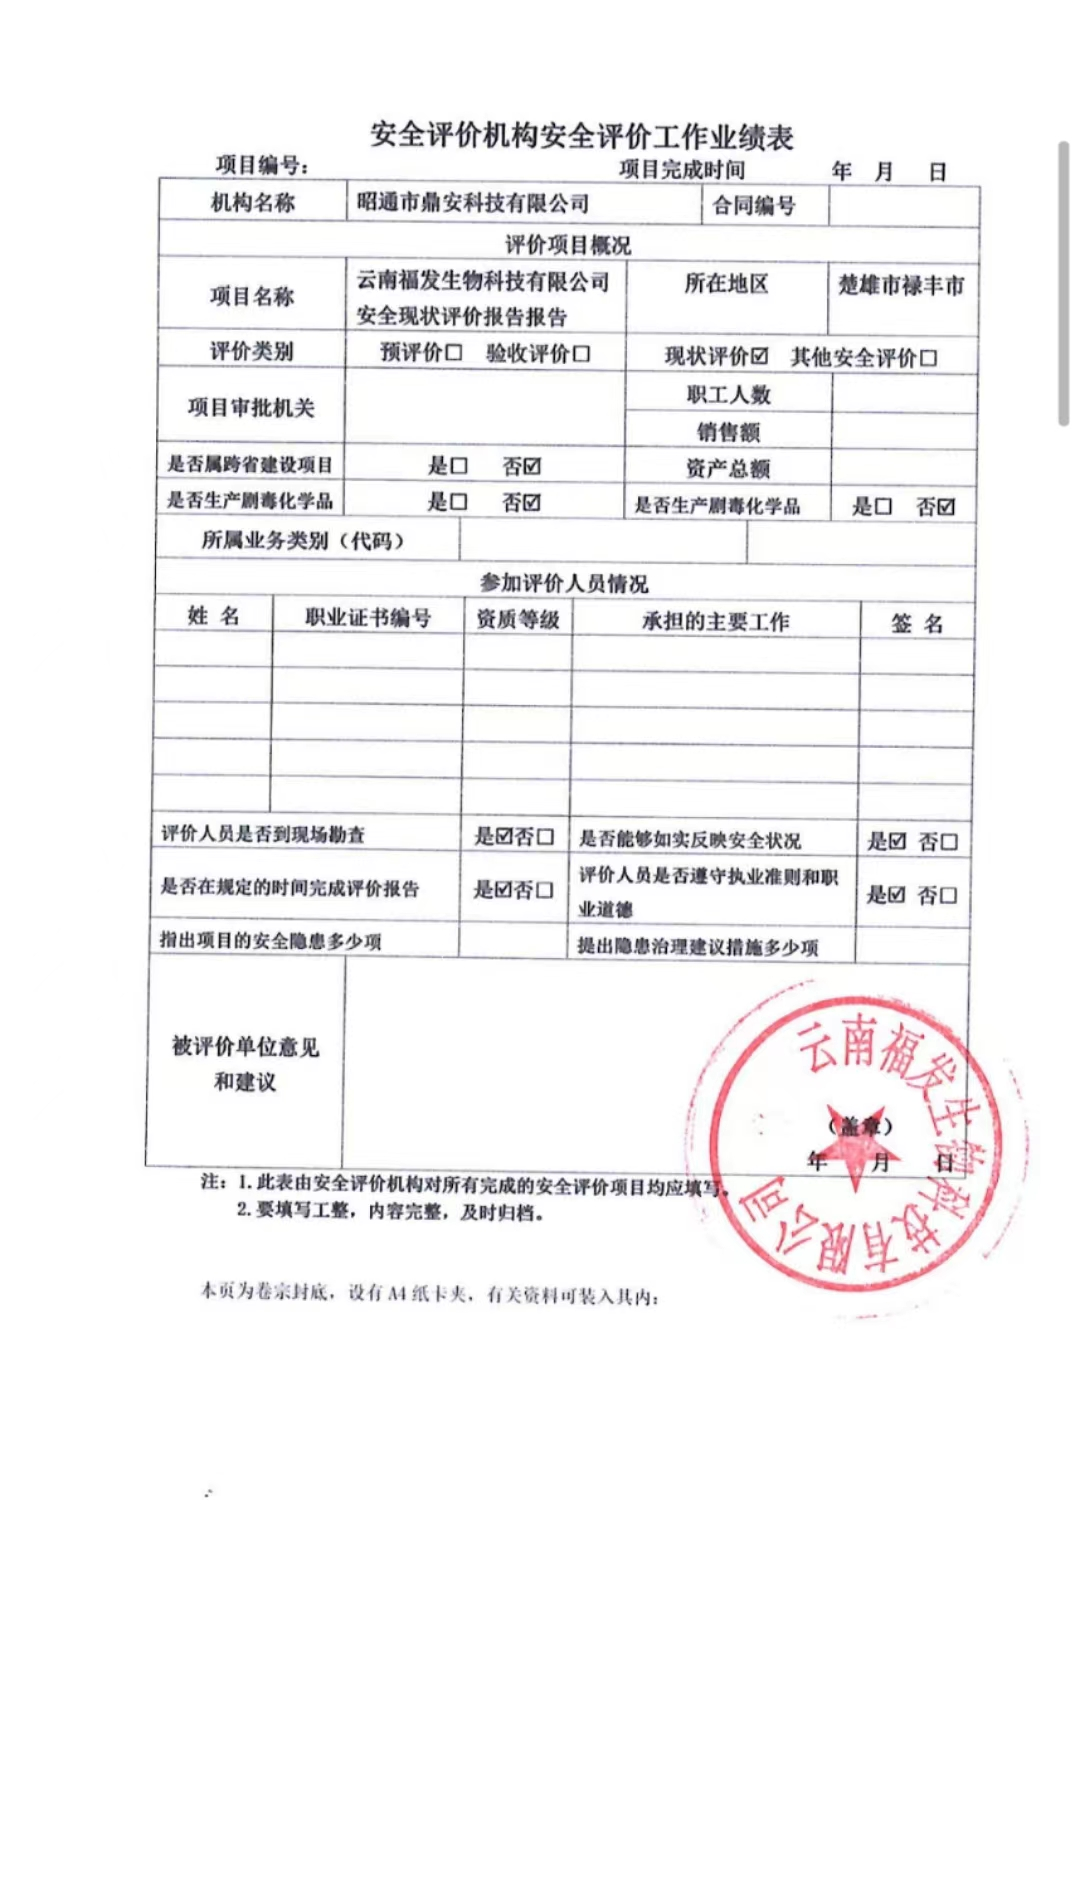 安全评价机构安全评价工作业绩表
项目编号： 项目完成时间 年 月 日
机构名称 昭通市鼎安科技有限公司 合同编号
评价项目概况
项目名称 云南福发生物科技有限公司 所在地区 楚雄市禄丰市
安全现状评价报告报告
评价类别 预评价☐ 验收评价☐ 现状评价☑ 其他安全评价☐
项目审批机关 职工人数
销售额
是否属跨省建设项目 是☐ 否☑ 资产总额
是否生产剧毒化学品 是☐ 否☑ 是否生产剧毒化学品 是☐ 否☑
所属业务类别（代码）
参加评价人员情况
姓 名 职业证书编号 资质等级 承担的主要工作 签 名
评价人员是否到现场勘查 是☑否☐ 是否能够如实反映安全状况 是☑ 否☐
是否在规定的时间完成评价报告 是☑否☐ 评价人员是否遵守执业准则和职 是☑ 否☐
业道德
指出项目的安全隐患多少项 提出隐患治理建议措施多少项
被评价单位意见
和建议
云南福发生物科技有限公司
（盖章）
年 月 日
注：1.此表由安全评价机构对所有完成的安全评价项目均应填写。
2.要填写工整，内容完整，及时归档。
本页为卷宗封底，设有 A4 纸卡夹，有关资料可装入其内；